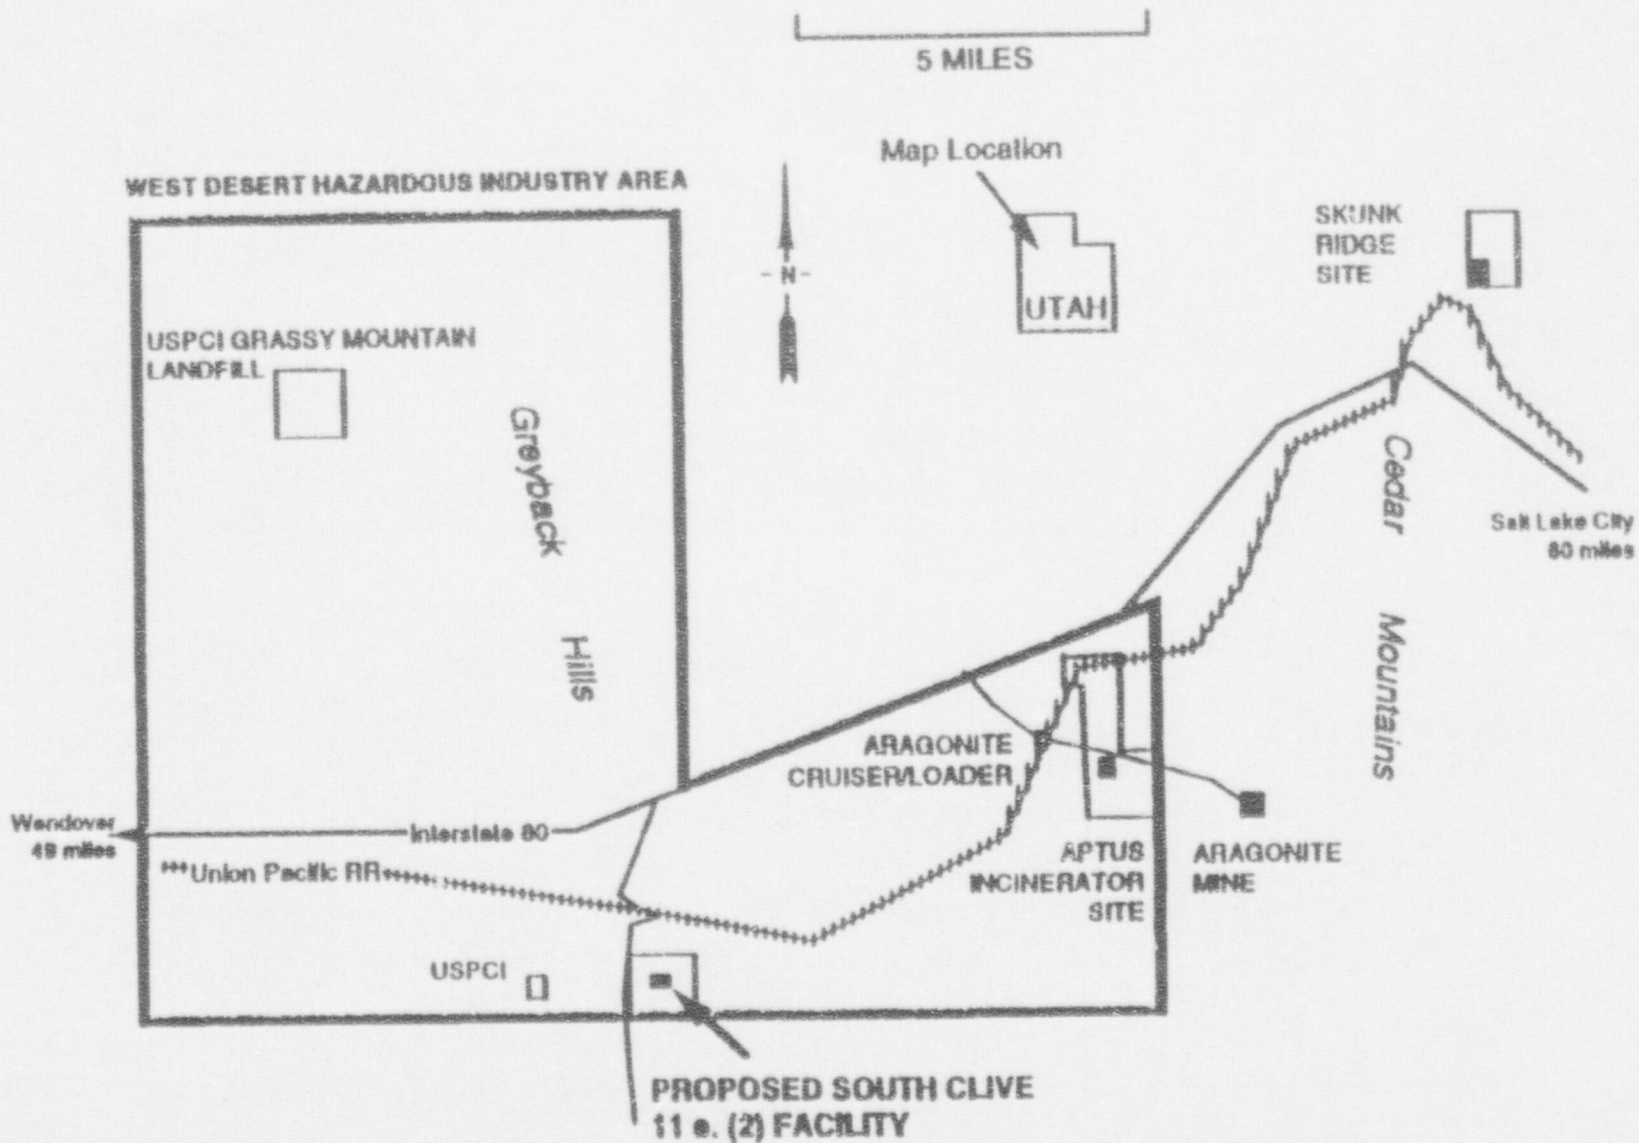 5 MILES
Map Location
WEST DESERT HAZARDOUS INDUSTRY AREA
SKUNK
RIDGE
SITE
N
UTAH
USPCI GRASSY MOUNTAIN
LANDFILL
Greyback
Hills
Cedar
Mountains
Salt Lake City
80 miles
ARAGONITE
CRUISER/LOADER
Wendover
49 miles
Interstate 80
Union Pacific RR
APTUS
INCINERATOR
SITE
ARAGONITE
MINE
USPCI
PROPOSED SOUTH CLIVE
11 e. (2) FACILITY